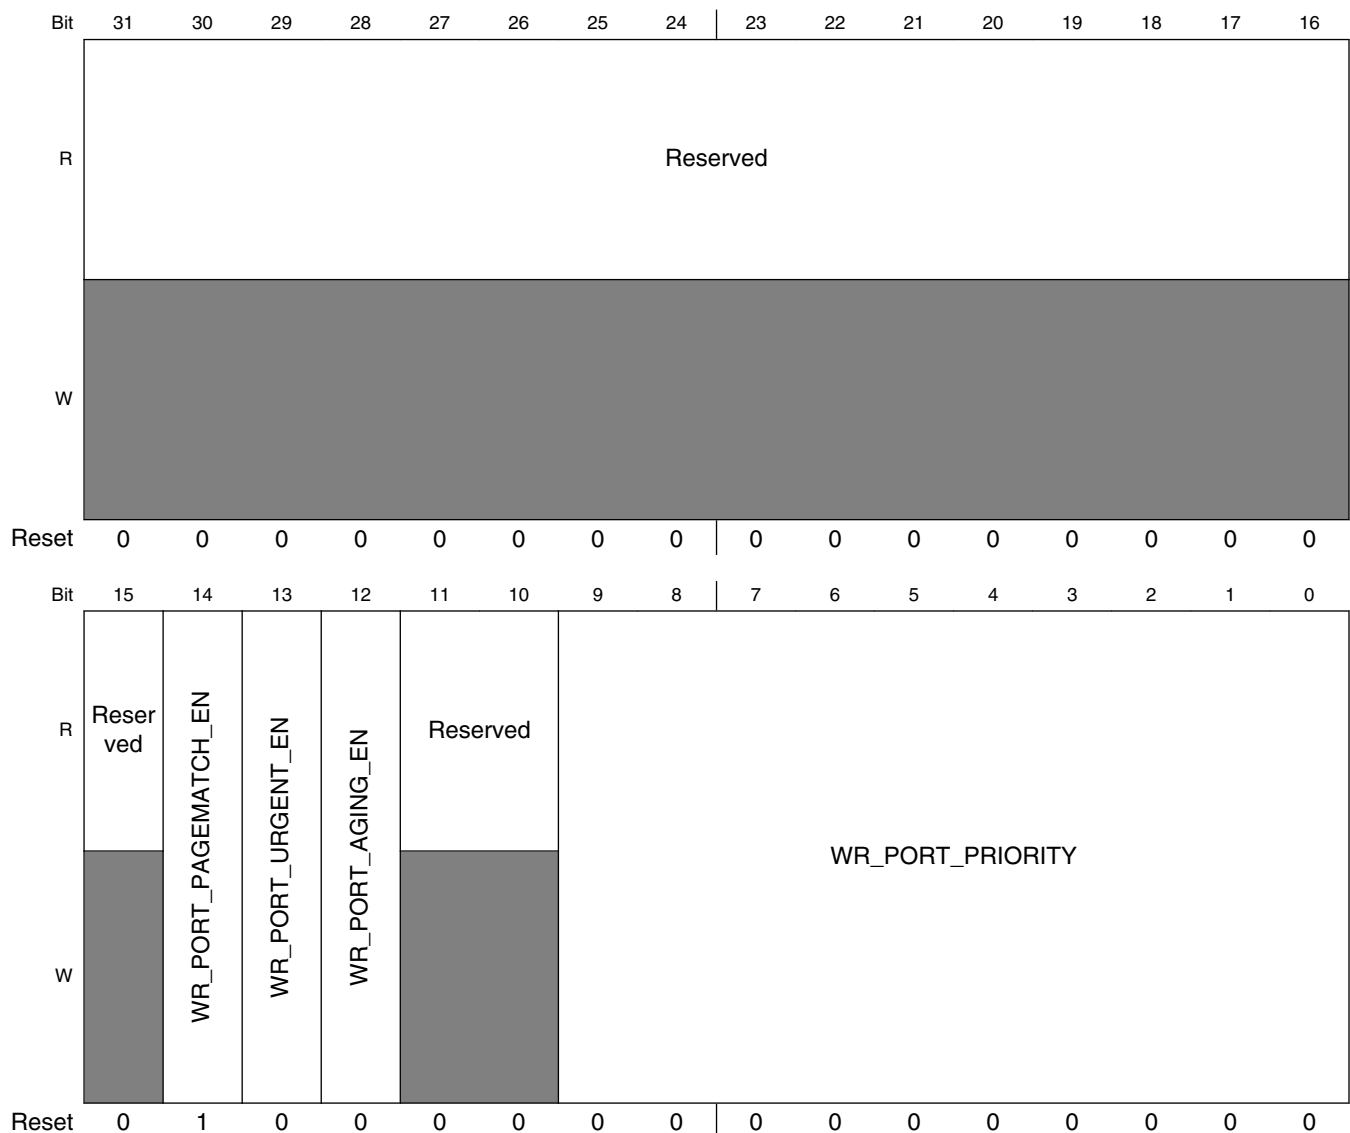 Bit 31 30 29 28 27 26 25 24 23 22 21 20 19 18 17 16
R Reserved
W
Reset 0 0 0 0 0 0 0 0 0 0 0 0 0 0 0 0
Bit 15 14 13 12 11 10 9 8 7 6 5 4 3 2 1 0
R
Reser
ved
WR_PORT_PAGEMATCH_EN
WR_PORT_URGENT_EN
WR_PORT_AGING_EN
Reserved
WR_PORT_PRIORITY
W
Reset 0 1 0 0 0 0 0 0 0 0 0 0 0 0 0 0